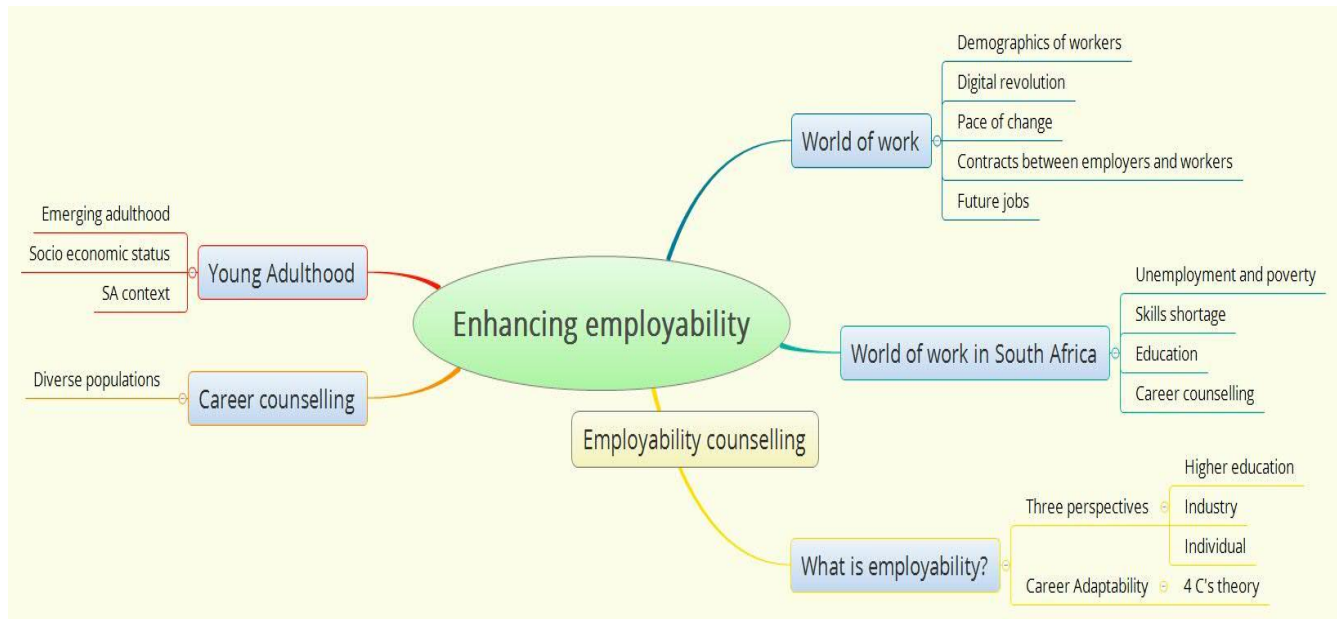 Enhancing employability
World of work
Demographics of workers
Digital revolution
Pace of change
Contracts between employers and workers
Future jobs
World of work in South Africa
Unemployment and poverty
Skills shortage
Education
Career counselling
Employability counselling
What is employability?
Three perspectives
Higher education
Industry
Individual
Career Adaptability
4 C's theory
Young Adulthood
Emerging adulthood
Socio economic status
SA context
Career counselling
Diverse populations